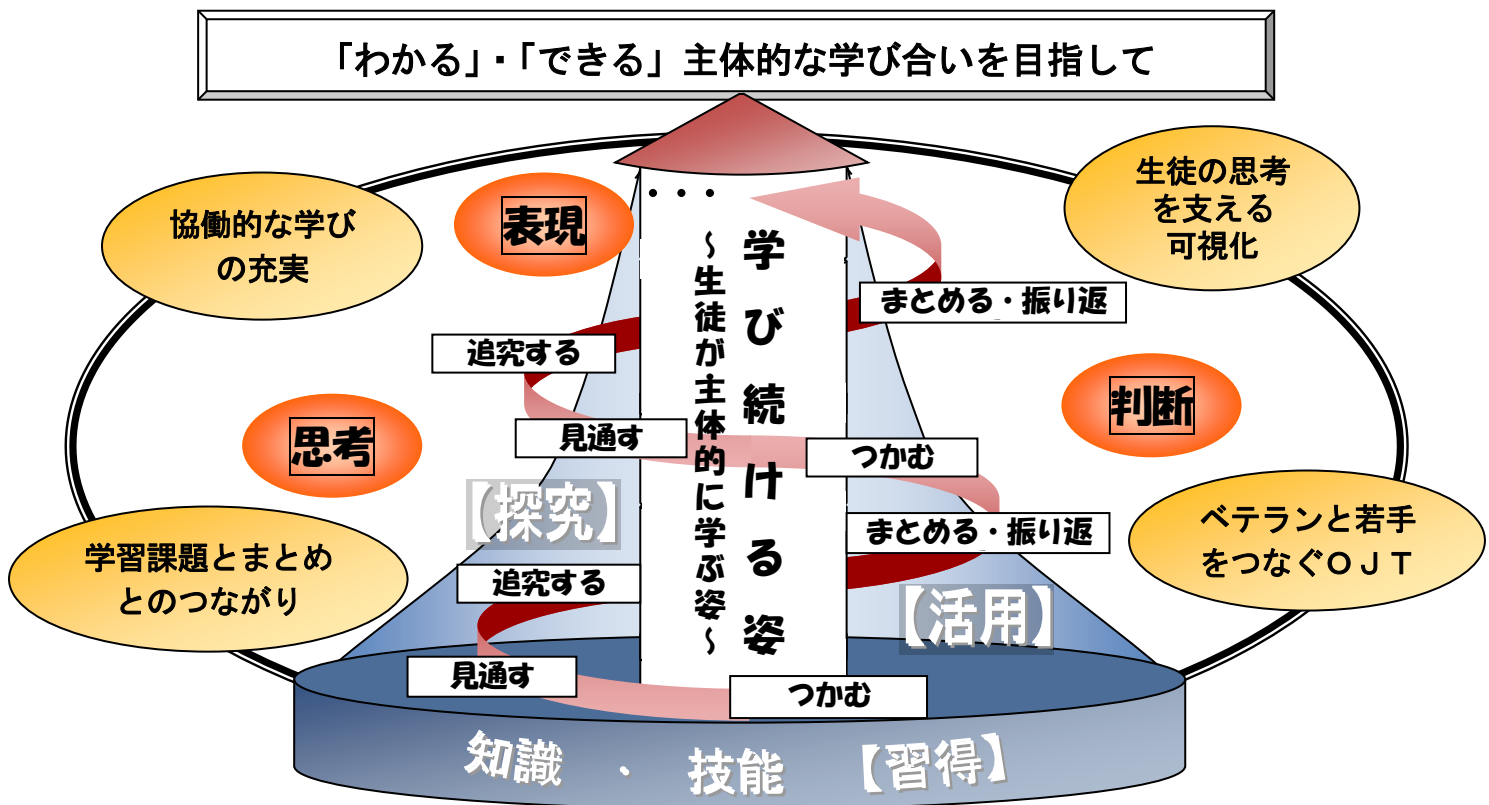 「わかる」・「できる」主体的な学び合いを目指して
協働的な学び
の充実
表現
生徒の思考
を支える
可視化
・・・
学び続ける姿
～生徒が主体的に学ぶ姿～
まとめる・振り返
追究する
思考
判断
見通す
つかむ
【探究】
まとめる・振り返
学習課題とまとめ
とのつながり
ベテランと若手
をつなぐＯＪＴ
追究する
【活用】
見通す
つかむ
知識　・　技能　【習得】